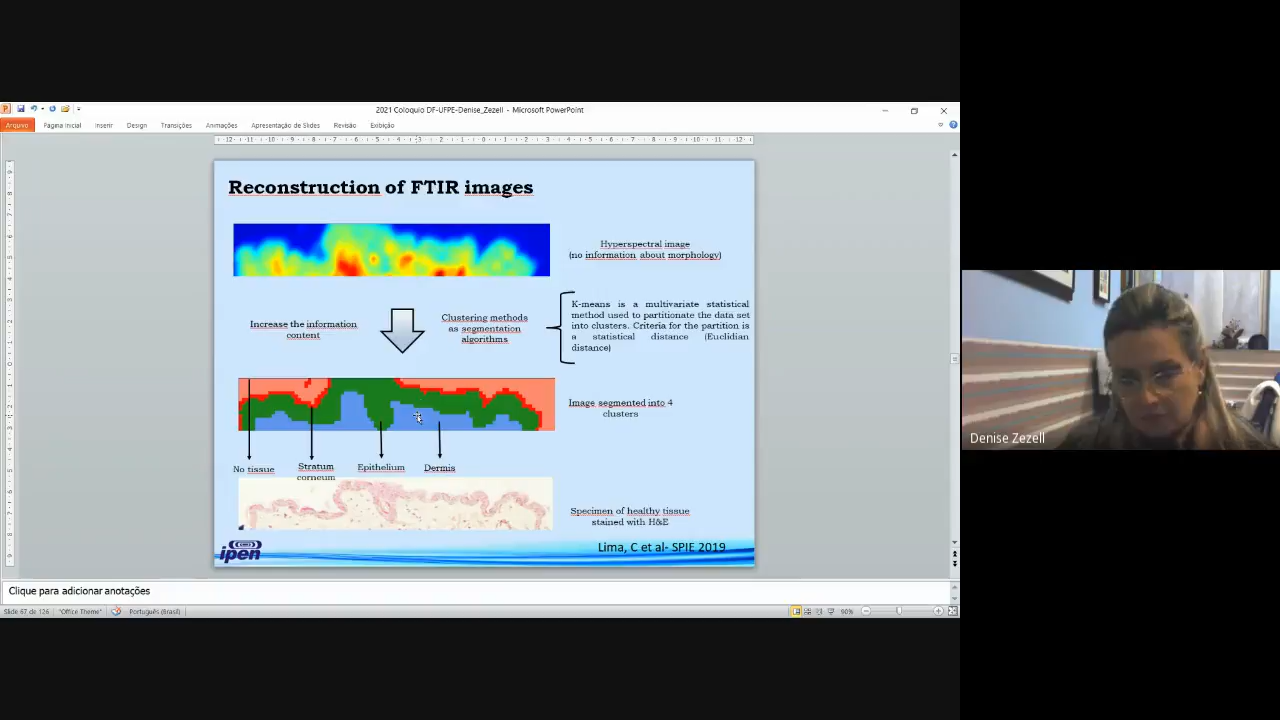 2021 Coloquio DF-UFPE-Denise_Zezell - Microsoft PowerPoint
Arquivo Página Inicial Inserir Design Transições Animações Apresentação de Slides Revisão Exibição
Reconstruction of FTIR images
Hyperspectral image
(no information about morphology)
Increase the information
content
Clustering methods
as segmentation
algorithms
K-means is a multivariate statistical
method used to partitionate the data set
into clusters. Criteria for the partition is
a statistical distance (Euclidian
distance)
Image segmented into 4
clusters
No tissue
Stratum
corneum
Epithelium
Dermis
Specimen of healthy tissue
stained with H&E
ipen
Lima, C et al- SPIE 2019
Clique para adicionar anotações
Slide 67 de 126 "Office Theme" Português (Brasil) 90%
Denise Zezell